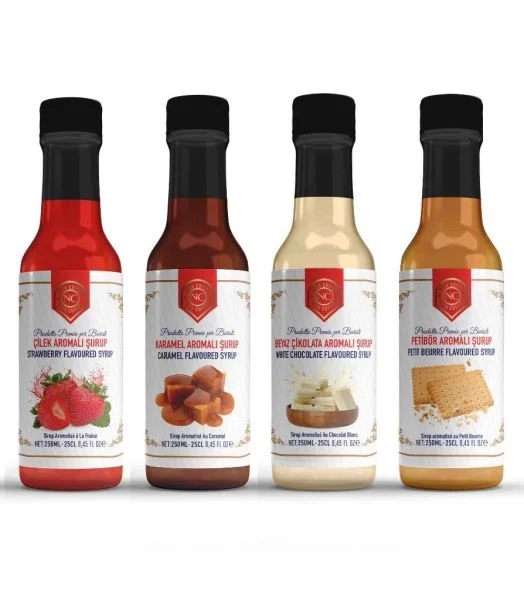 NC
Prodotto Premio per Baristi
ÇİLEK AROMALI ŞURUP
STRAWBERRY FLAVOURED SYRUP
Sirop Aromatisé à La Fraise
NET:250ML-25CL 8,45 FL OZ℮
NC
Prodotto Premio per Baristi
KARAMEL AROMALI ŞURUP
CARAMEL FLAVOURED SYRUP
Sirop Aromatisé Au Caramel
NET:250ML-25CL 8,45 FL OZ℮
NC
Prodotto Premio per Baristi
BEYAZ ÇİKOLATA AROMALI ŞURUP
WHITE CHOCOLATE FLAVOURED SYRUP
Sirop Aromatisé Au Chocolat Blanc
NET:250ML-25CL 8,45 FL OZ℮
NC
Prodotto Premio per Baristi
PETİBÖR AROMALI ŞURUP
PETIT BEURRE FLAVOURED SYRUP
Sirop aromatisé au Petit Beurre
NET:250ML-25CL 8,45 FL OZ℮